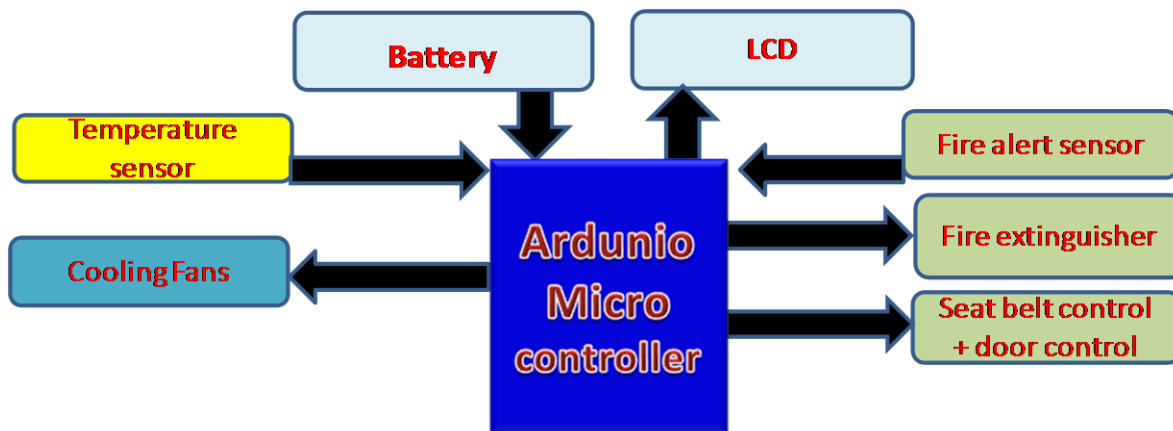 Battery
LCD
Temperature
sensor
Fire alert sensor
Ardunio
Micro
controller
Cooling Fans
Fire extinguisher
Seat belt control
+ door control